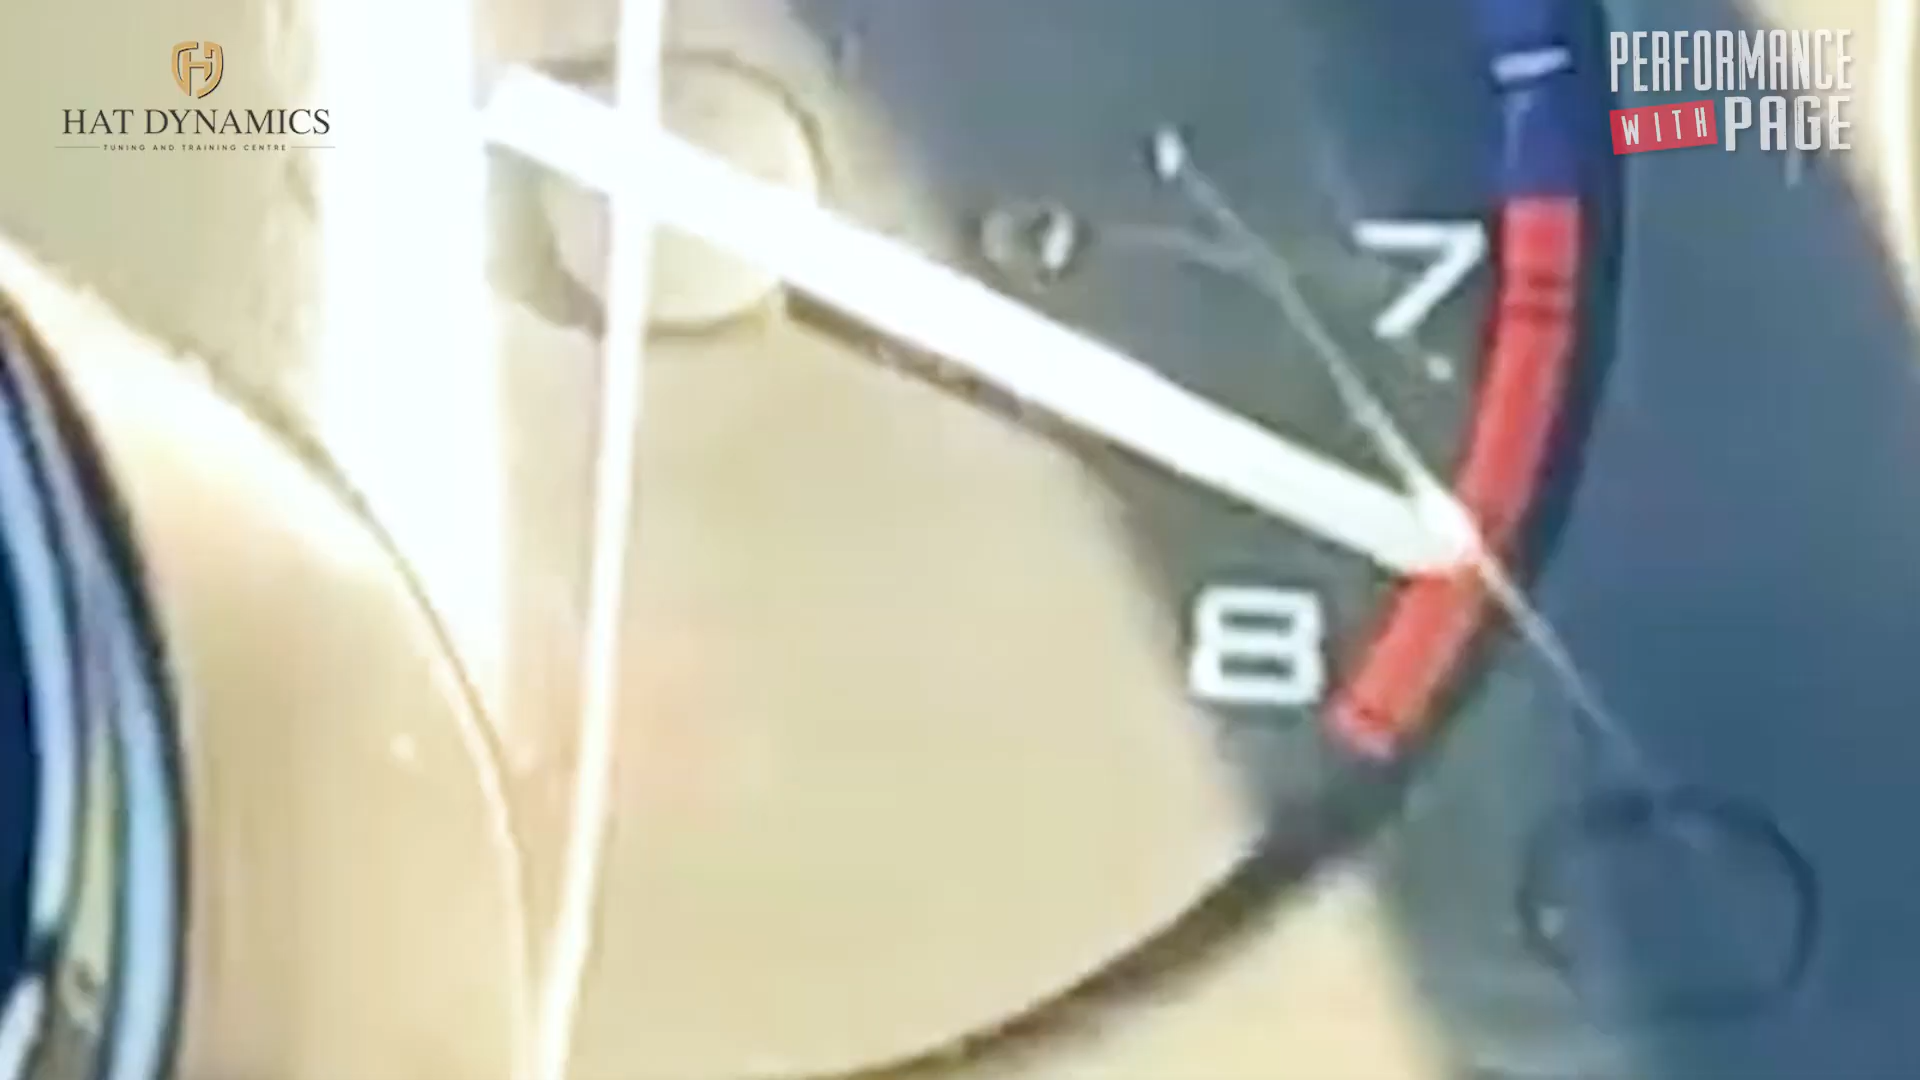 HAT DYNAMICS
TUNING AND TRAINING CENTRE
PERFORMANCE
WITH PAGE
7
8